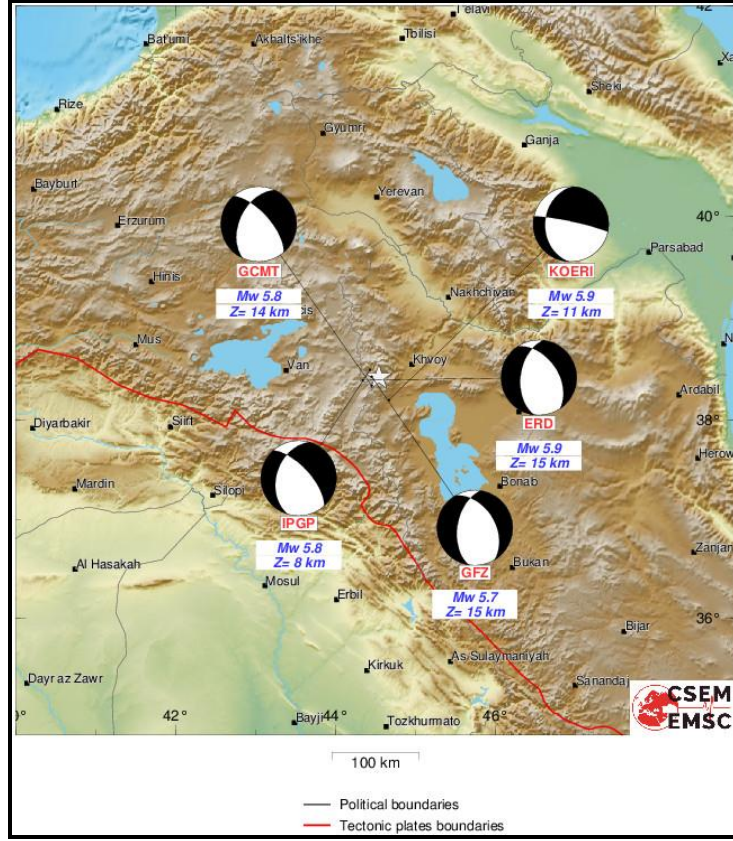 Telavi
42
Batumi
Akhalts'ikhe
Tbilisi
Sheki
Rize
Gyumri
Ganja
Bayburt
Yerevan
Erzurum
40°
Parsabad
GCMT
KOERI
Mw 5.8
Z= 14 km
Mw 5.9
Z= 11 km
Hinis
Nakhchivan
Mus
Van
Khvoy
Ardabil
ERD
Mw 5.9
Z= 15 km
Diyarbakir
Siirt
38°
Herow
Mardin
Silopi
Bonab
IPGP
Mw 5.8
Z= 8 km
Zanjan
Al Hasakah
Mosul
GFZ
Bukan
Mw 5.7
Z= 15 km
Erbil
36°
Bijar
Kirkuk
As Sulaymaniyah
Dayr az Zawr
Sanandaj
CSEM
EMSC
42°
Bayji
44°
Tozkhurmato
46°
100 km
Political boundaries
Tectonic plates boundaries